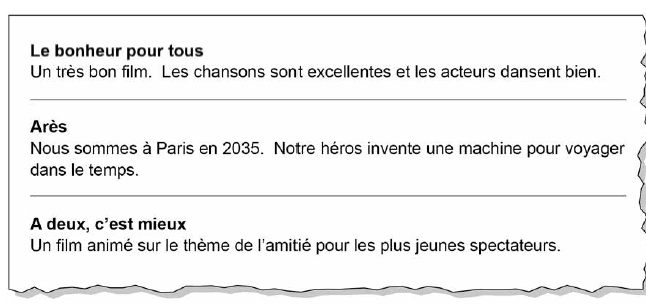 Le bonheur pour tous
Un très bon film.  Les chansons sont excellentes et les acteurs dansent bien.
Arès
Nous sommes à Paris en 2035.  Notre héros invente une machine pour voyager
dans le temps.
A deux, c’est mieux
Un film animé sur le thème de l’amitié pour les plus jeunes spectateurs.